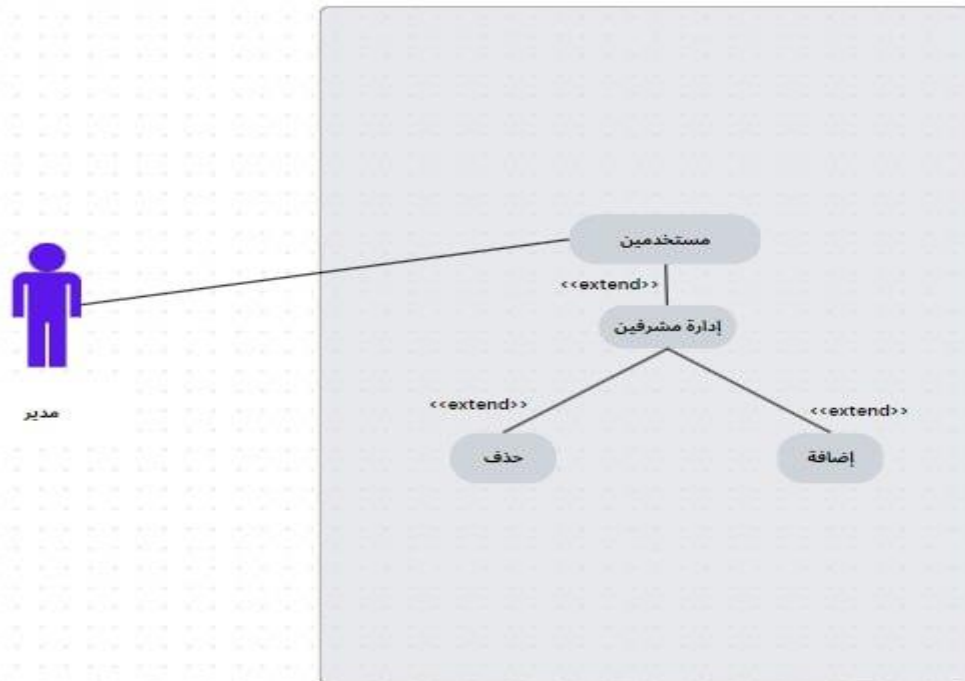 مستخدمين
<<extend>>
إدارة مشرفين
<<extend>>
<<extend>>
مدير
حذف
إضافة